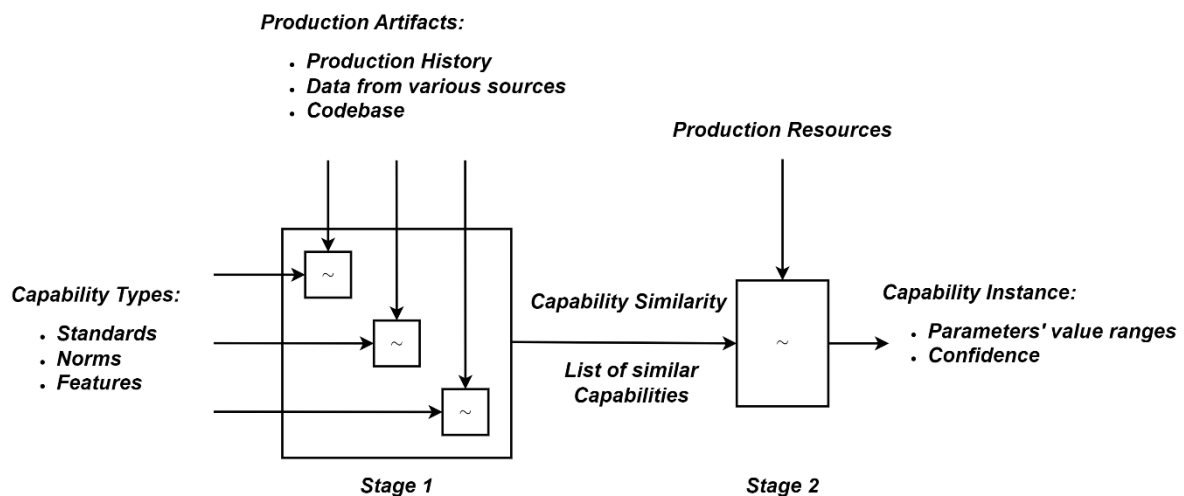 Production Artifacts:
• Production History
• Data from various sources
• Codebase
Production Resources
~
~
~
Capability Types:
• Standards
• Norms
• Features
Capability Similarity
List of similar
Capabilities
~
Capability Instance:
• Parameters' value ranges
• Confidence
Stage 1
Stage 2